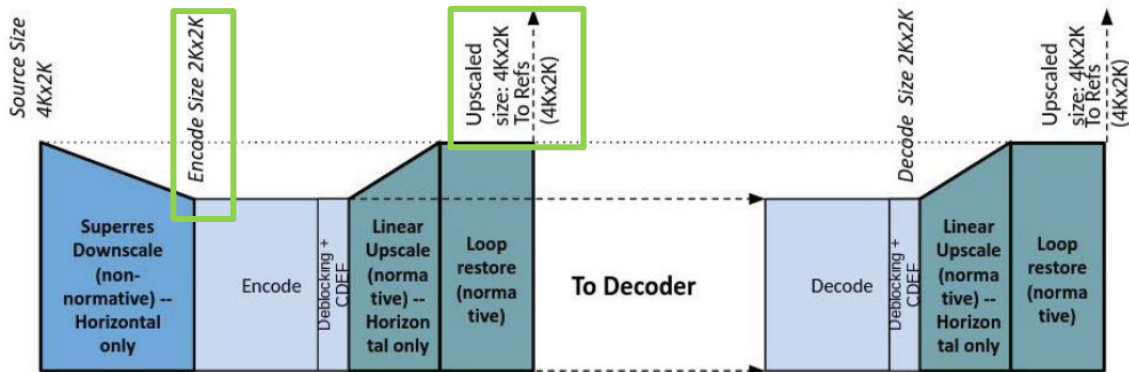 Source Size
4Kx2K
Encode Size 2Kx2K
Upscaled
size: 4Kx2K
To Refs
(4Kx2K)
Decode Size 2Kx2K
Upscaled
size: 4Kx2K
To Refs
(4Kx2K)
Superres
Downscale
(non-
normative) --
Horizontal
only
Encode
Deblocking +
CDEF
Linear
Upscale
(norma
tive) --
Horizon
tal only
Loop
restore
(norma
tive)
To Decoder
Decode
Deblocking +
CDEF
Linear
Upscale
(norma
tive) --
Horizon
tal only
Loop
restore
(norma
tive)